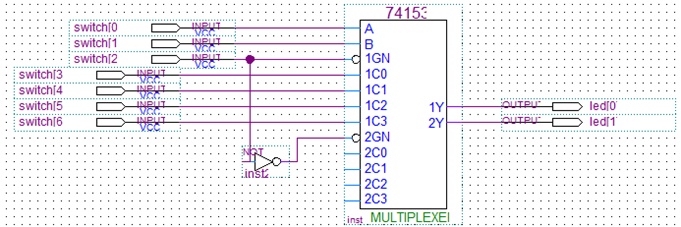 74153
switch[0 INPUT VCC A
switch[1 INPUT VCC B
switch[2 INPUT VCC 1GN
switch[3 INPUT VCC 1C0
switch[4 INPUT VCC 1C1
switch[5 INPUT VCC 1C2 1Y OUTPUT led[0
switch[6 INPUT VCC 1C3 2Y OUTPUT led[1
2GN
NOT 2C0
2C1
inst2 2C2
2C3
inst MULTIPLEXEI